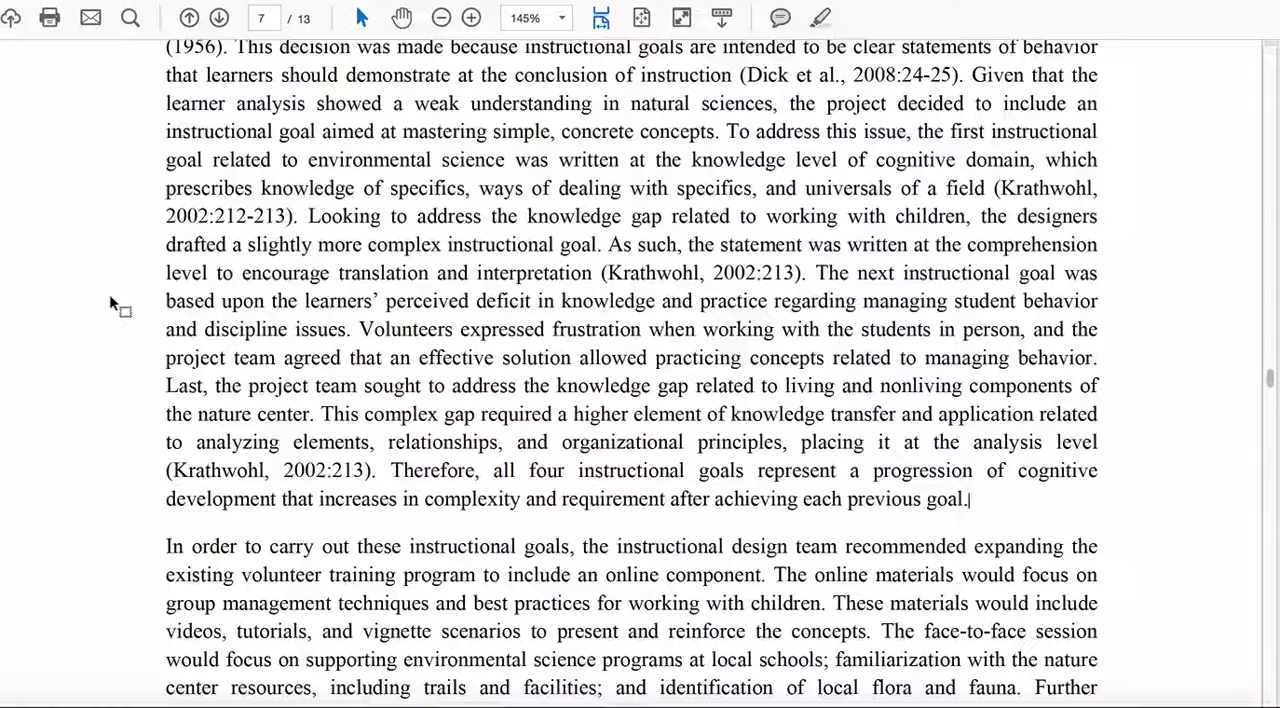 7 / 13
145%
(1956). This decision was made because instructional goals are intended to be clear statements of behavior
that learners should demonstrate at the conclusion of instruction (Dick et al., 2008:24-25). Given that the
learner analysis showed a weak understanding in natural sciences, the project decided to include an
instructional goal aimed at mastering simple, concrete concepts. To address this issue, the first instructional
goal related to environmental science was written at the knowledge level of cognitive domain, which
prescribes knowledge of specifics, ways of dealing with specifics, and universals of a field (Krathwohl,
2002:212-213). Looking to address the knowledge gap related to working with children, the designers
drafted a slightly more complex instructional goal. As such, the statement was written at the comprehension
level to encourage translation and interpretation (Krathwohl, 2002:213). The next instructional goal was
based upon the learners’ perceived deficit in knowledge and practice regarding managing student behavior
and discipline issues. Volunteers expressed frustration when working with the students in person, and the
project team agreed that an effective solution allowed practicing concepts related to managing behavior.
Last, the project team sought to address the knowledge gap related to living and nonliving components of
the nature center. This complex gap required a higher element of knowledge transfer and application related
to analyzing elements, relationships, and organizational principles, placing it at the analysis level
(Krathwohl, 2002:213). Therefore, all four instructional goals represent a progression of cognitive
development that increases in complexity and requirement after achieving each previous goal.
In order to carry out these instructional goals, the instructional design team recommended expanding the
existing volunteer training program to include an online component. The online materials would focus on
group management techniques and best practices for working with children. These materials would include
videos, tutorials, and vignette scenarios to present and reinforce the concepts. The face-to-face session
would focus on supporting environmental science programs at local schools; familiarization with the nature
center resources, including trails and facilities; and identification of local flora and fauna. Further